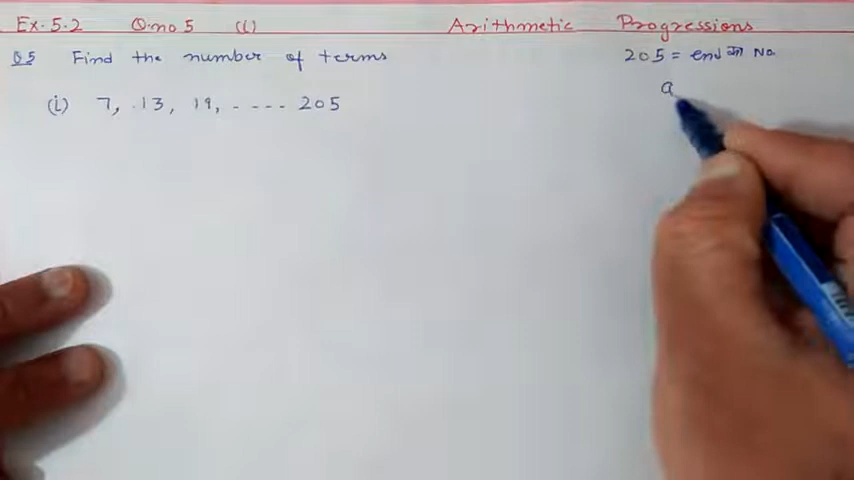 Ex-5.2 Q.no 5 (i) Arithmetic Progressions
Q5 Find the number of terms
205 = end का No.
a
(i) 7, 13, 19, ..... 205